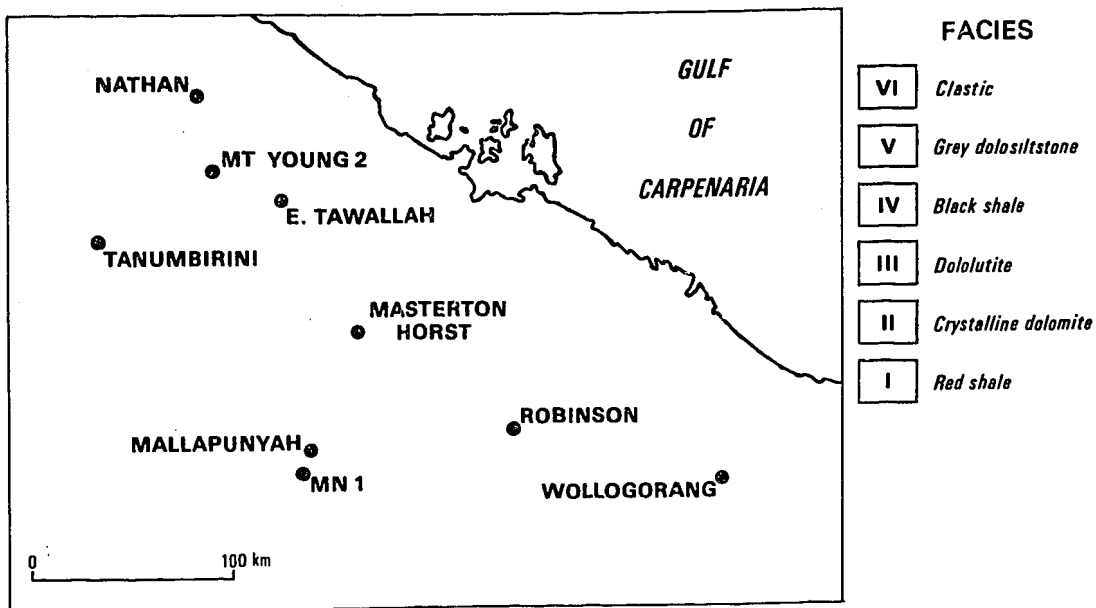 NATHAN
MT YOUNG 2
E. TAWALLAH
TANUMBIRINI
MASTERTON
HORST
MALLAPUNYAH
MN 1
ROBINSON
WOLLOGORANG
GULF
OF
CARPENARIA
0 100 km
FACIES
VI Clastic
V Grey dolosiltstone
IV Black shale
III Dololutite
II Crystalline dolomite
I Red shale